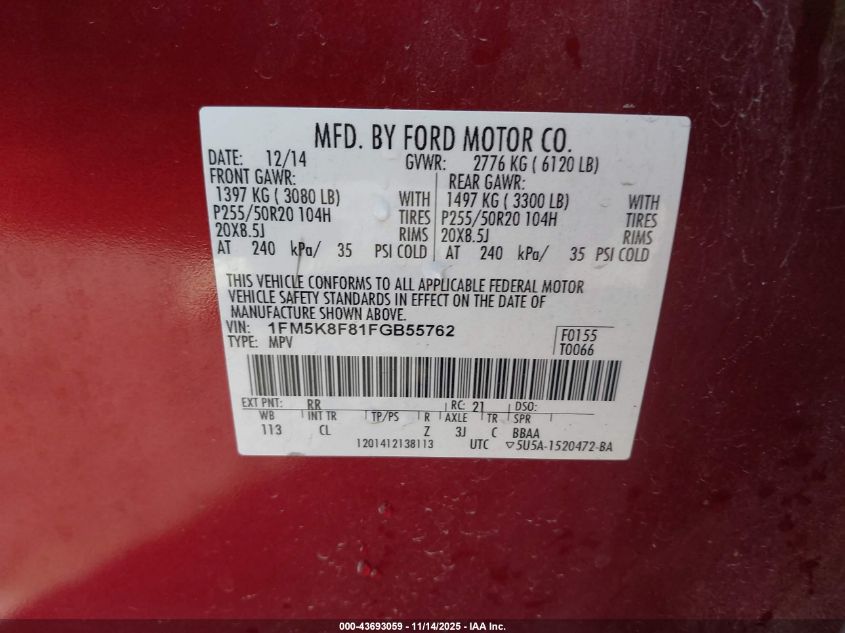 MFD. BY FORD MOTOR CO.
DATE: 12/14 GVWR: 2776 KG ( 6120 LB)
FRONT GAWR: REAR GAWR:
1397 KG ( 3080 LB) WITH 1497 KG ( 3300 LB) WITH
P255/50R20 104H TIRES P255/50R20 104H TIRES
20X8.5J RIMS 20X8.5J RIMS
AT 240 kPa/ 35 PSI COLD AT 240 kPa/ 35 PSI COLD
THIS VEHICLE CONFORMS TO ALL APPLICABLE FEDERAL MOTOR
VEHICLE SAFETY STANDARDS IN EFFECT ON THE DATE OF
MANUFACTURE SHOWN ABOVE.
VIN: 1FM5K8F81FGB55762 F0155
TYPE: MPV T0066
EXT PNT: RR RC: 21 DSO:
WB INT TR TP/PS R AXLE TR SPR
113 CL Z 3J C BBAA
1201412138113 UTC ▽5U5A-1520472-BA
000-43693059 - 11/14/2025 - IAA Inc.